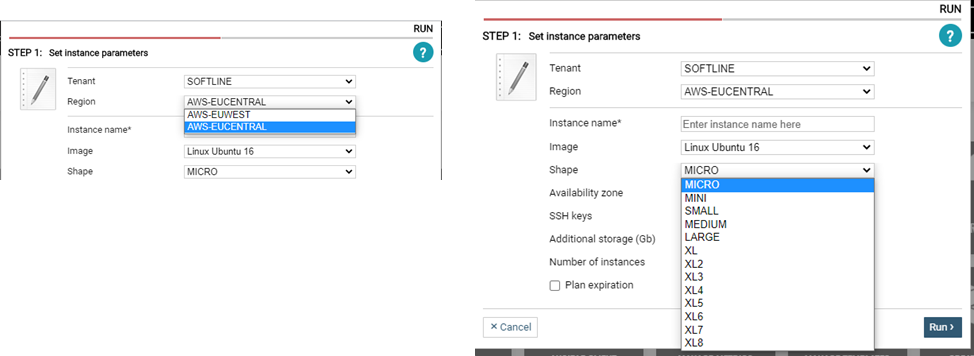 RUN
STEP 1: Set instance parameters
?
Tenant SOFTLINE
Region AWS-EUCENTRAL
AWS-EUWEST
AWS-EUCENTRAL
Instance name*
Image Linux Ubuntu 16
Shape MICRO
RUN
STEP 1: Set instance parameters
?
Tenant SOFTLINE
Region AWS-EUCENTRAL
Instance name* Enter instance name here
Image Linux Ubuntu 16
Shape MICRO
MICRO
Availability zone MINI
SMALL
SSH keys MEDIUM
Additional storage (Gb) LARGE
XL
Number of instances XL2
XL3
Plan expiration XL4
XL5
XL6
× Cancel XL7 Run ›
XL8